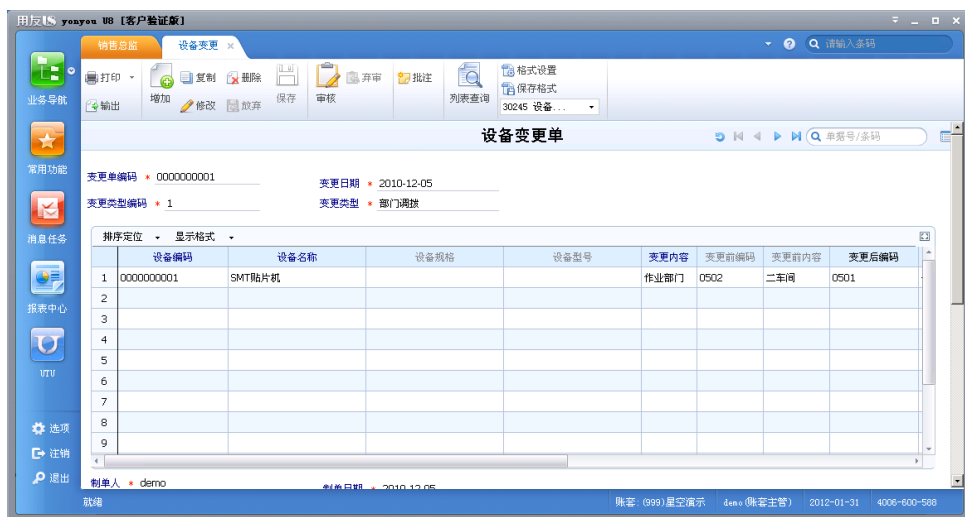 用友U8 yonyou U8 [客户验证版]
销售总监 设备变更 × 请输入条码
打印 增加 复制 删除 保存 审核 弃审 批注 列表查询 格式设置
保存格式
输出 修改 放弃 30245 设备...
业务导航
常用功能
消息任务
报表中心
UTU
选项
注销
退出
设备变更单 单据号/条码
变更单编码 * 0000000001 变更日期 * 2010-12-05
变更类型编码 * 1 变更类型 * 部门调拨
排序定位 显示格式
设备编码 设备名称 设备规格 设备型号 变更内容 变更前编码 变更前内容 变更后编码
1 0000000001 SMT贴片机 作业部门 0502 二车间 0501
2
3
4
5
6
7
8
9
制单人 * demo 制单日期 * 2010-12-05
就绪 账套: (999)星空演示 demo(账套主管) 2012-01-31 4006-600-588